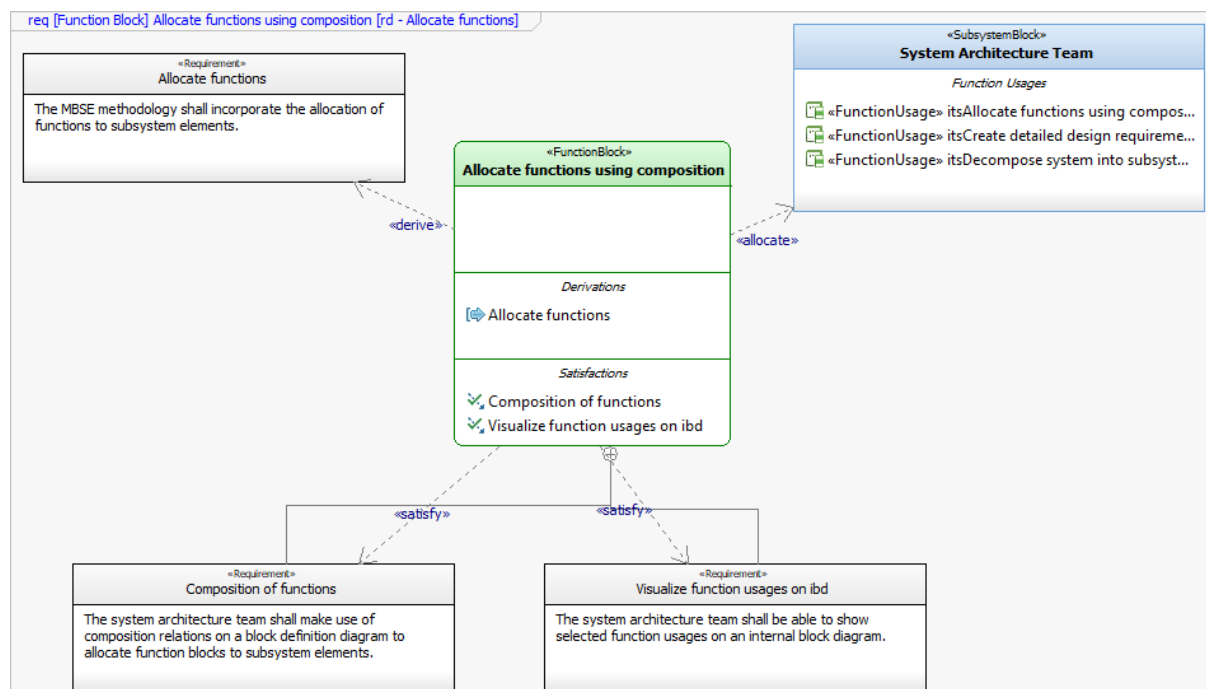 req [Function Block] Allocate functions using composition [rd - Allocate functions]
«Requirement»
Allocate functions
The MBSE methodology shall incorporate the allocation of
functions to subsystem elements.
«SubsystemBlock»
System Architecture Team
Function Usages
«FunctionUsage» itsAllocate functions using compos...
«FunctionUsage» itsCreate detailed design requireme...
«FunctionUsage» itsDecompose system into subsyst...
«FunctionBlock»
Allocate functions using composition
«derive»
«allocate»
Derivations
Allocate functions
Satisfactions
Composition of functions
Visualize function usages on ibd
«satisfy»
«satisfy»
«Requirement»
Composition of functions
The system architecture team shall make use of
composition relations on a block definition diagram to
allocate function blocks to subsystem elements.
«Requirement»
Visualize function usages on ibd
The system architecture team shall be able to show
selected function usages on an internal block diagram.